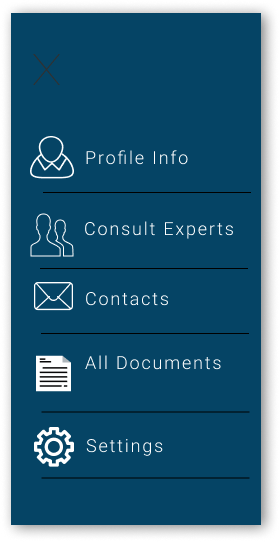 Profile Info
Consult Experts
Contacts
All Documents
Settings